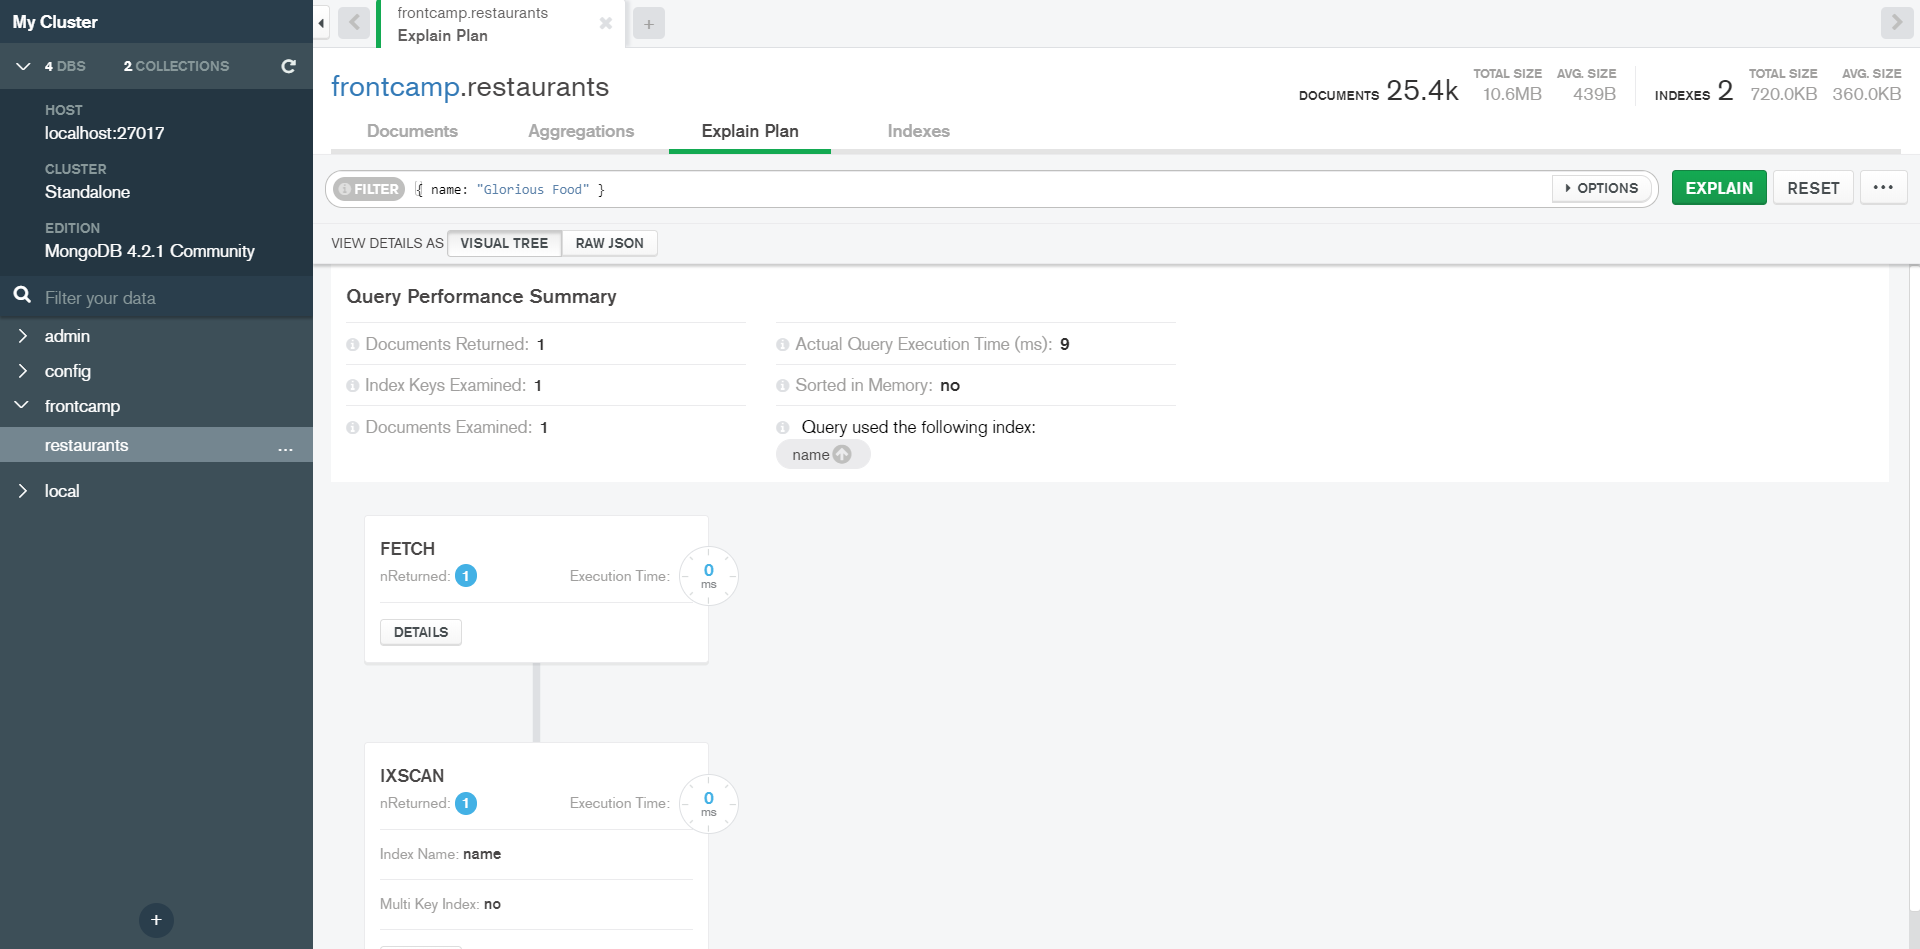 My Cluster
4 DBS 2 COLLECTIONS
HOST
localhost:27017
CLUSTER
Standalone
EDITION
MongoDB 4.2.1 Community
Filter your data
admin
config
frontcamp
restaurants ...
local
+
frontcamp.restaurants
Explain Plan
+
frontcamp.restaurants
DOCUMENTS 25.4k TOTAL SIZE 10.6MB AVG. SIZE 439B
INDEXES 2 TOTAL SIZE 720.0KB AVG. SIZE 360.0KB
Documents Aggregations Explain Plan Indexes
FILTER { name: "Glorious Food" } OPTIONS EXPLAIN RESET ...
VIEW DETAILS AS VISUAL TREE RAW JSON
Query Performance Summary
Documents Returned: 1
Index Keys Examined: 1
Documents Examined: 1
Actual Query Execution Time (ms): 9
Sorted in Memory: no
Query used the following index:
name
FETCH
nReturned: 1 Execution Time: 0 ms
DETAILS
IXSCAN
nReturned: 1 Execution Time: 0 ms
Index Name: name
Multi Key Index: no